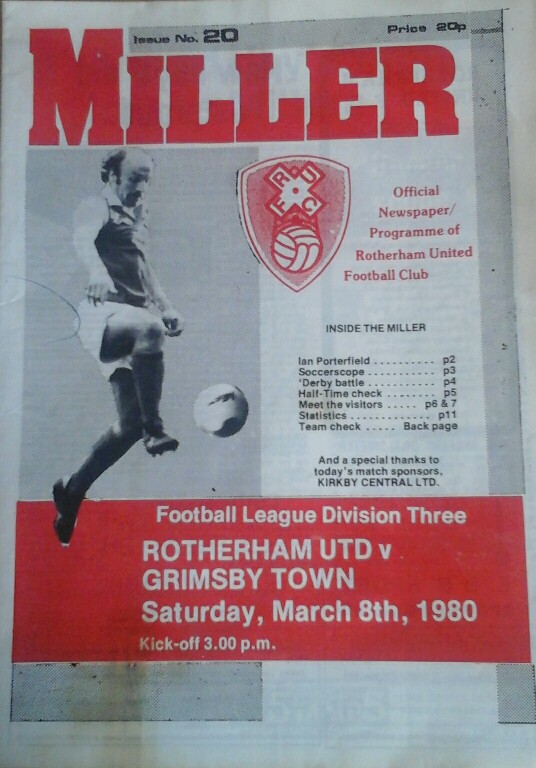 Issue No. 20
Price 20p
MILLER
R U F C
Official
Newspaper/
Programme of
Rotherham United
Football Club
INSIDE THE MILLER
Ian Porterfield .......... p2
Soccerscope ............ p3
'Derby battle ............ p4
Half-Time check ........ p5
Meet the visitors ..... p6 & 7
Statistics ............ p11
Team check ..... Back page
And a special thanks to
today's match sponsors,
KIRKBY CENTRAL LTD.
Football League Division Three
ROTHERHAM UTD v
GRIMSBY TOWN
Saturday, March 8th, 1980
Kick-off 3.00 p.m.